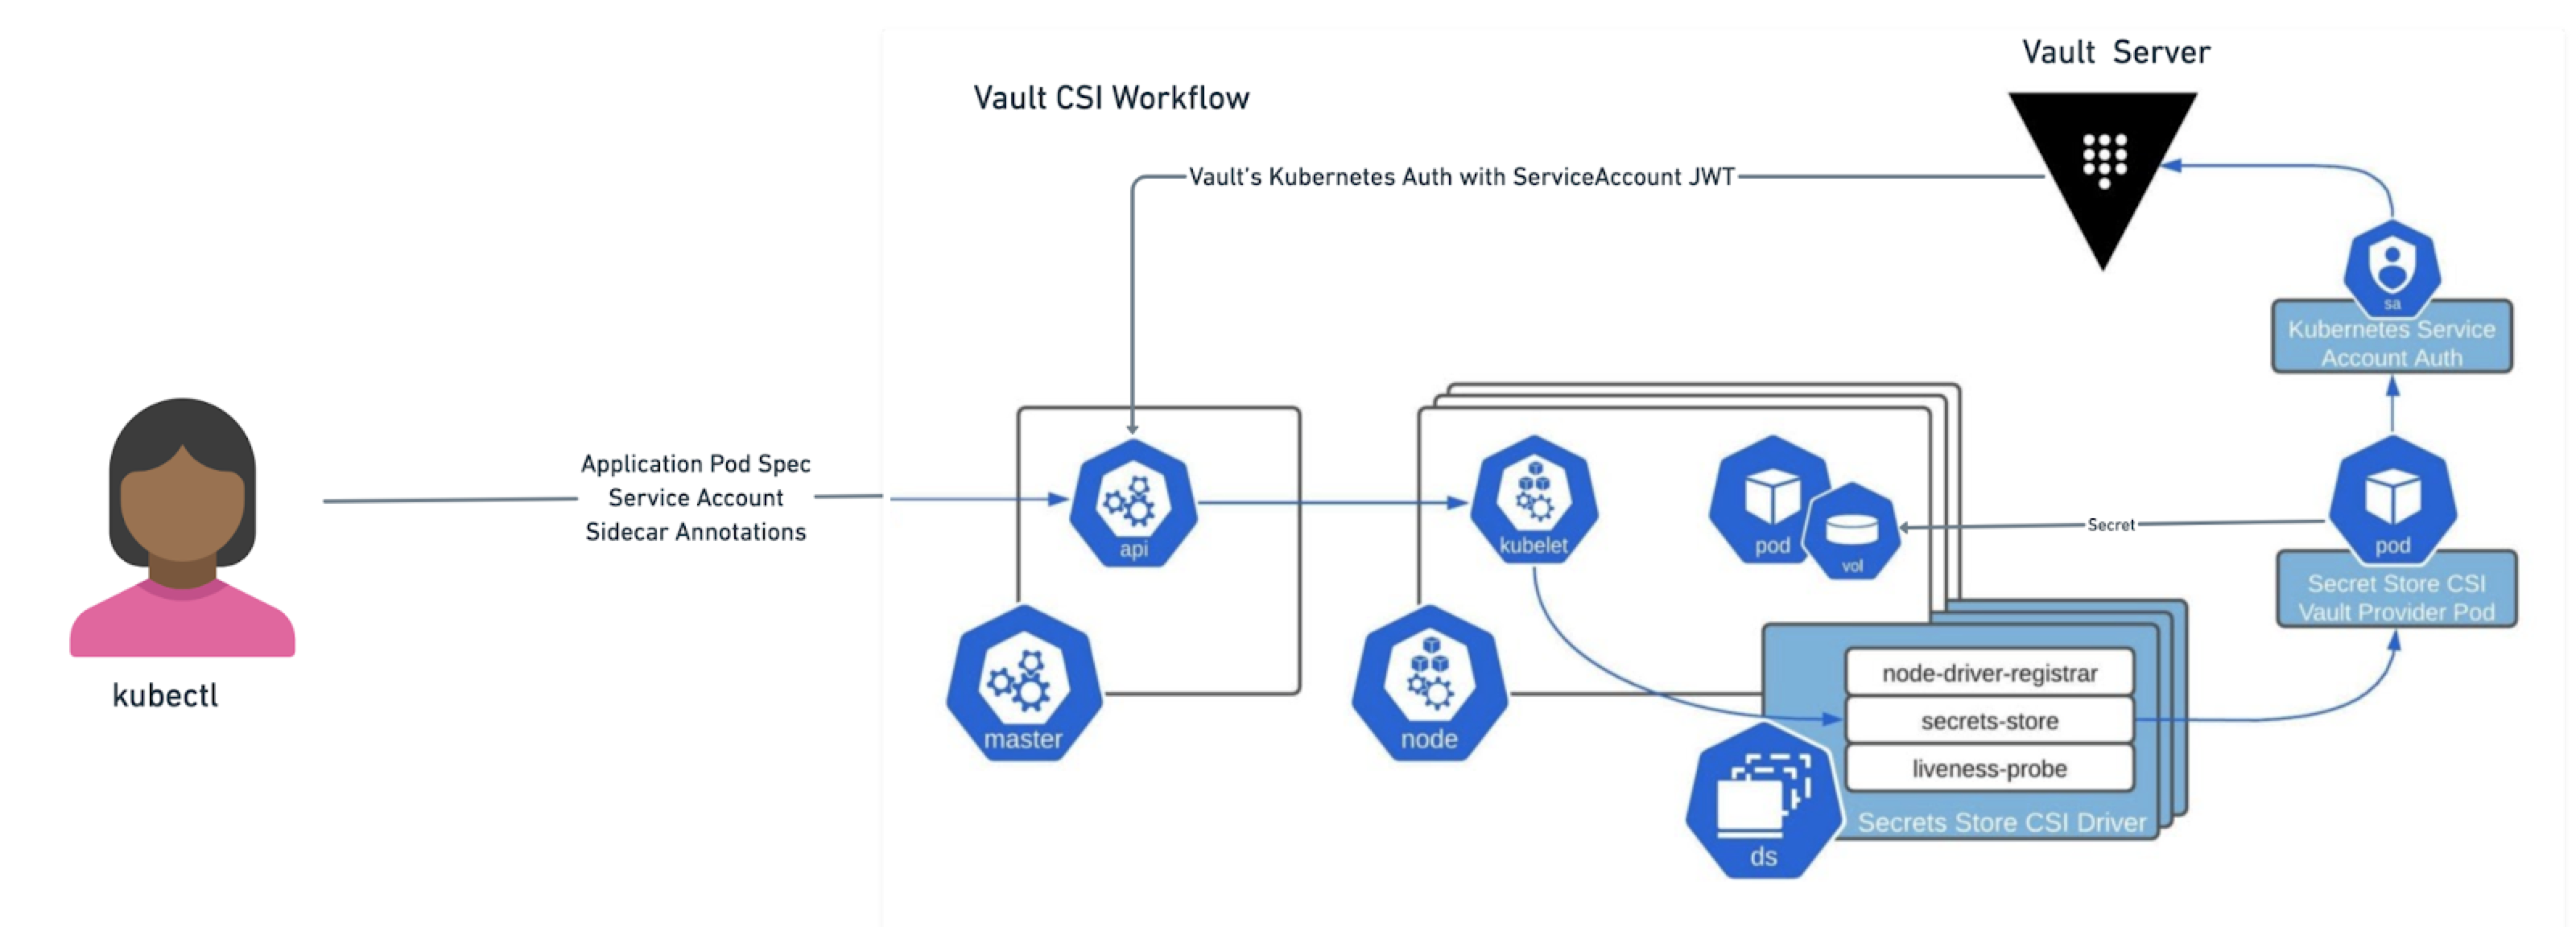 Vault Server
Vault CSI Workflow
Vault's Kubernetes Auth with ServiceAccount JWT
sa
Kubernetes Service
Account Auth
Application Pod Spec
Service Account
Sidecar Annotations
api
kubelet
pod
vol
Secret
pod
Secret Store CSI
Vault Provider Pod
kubectl
master
node
node-driver-registrar
secrets-store
liveness-probe
Secrets Store CSI Driver
ds